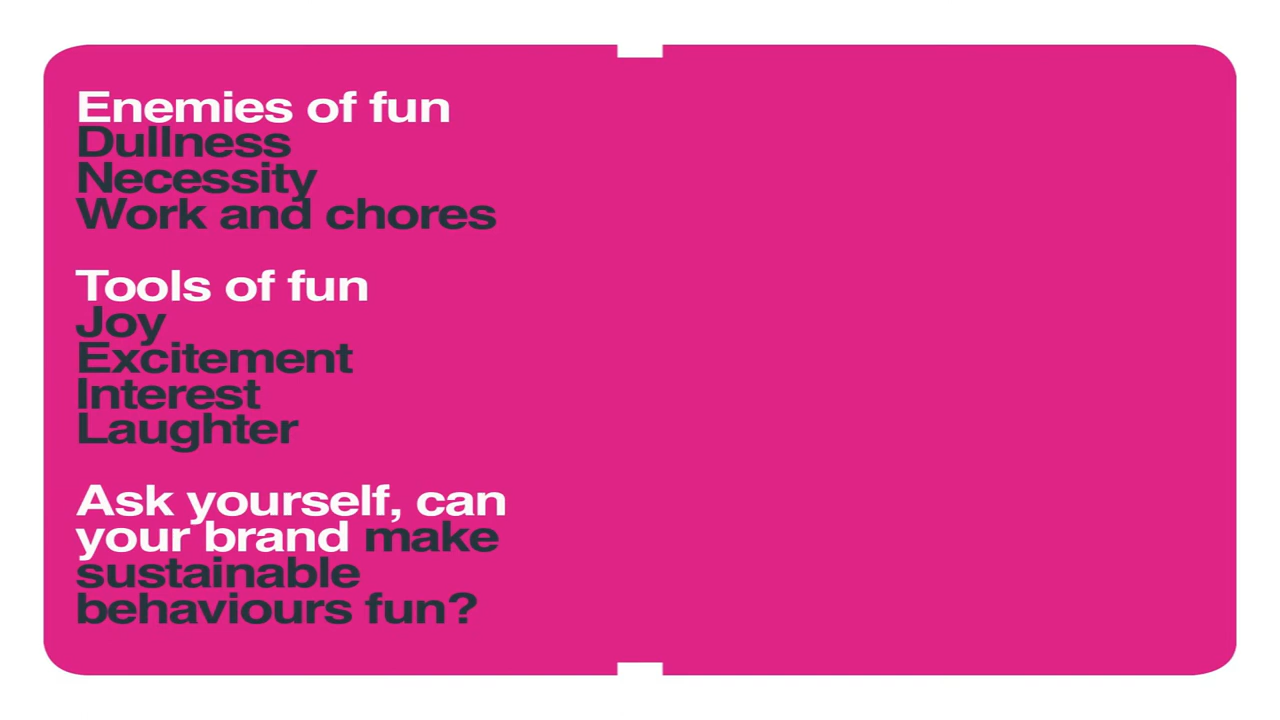 Enemies of fun
Dullness
Necessity
Work and chores
Tools of fun
Joy
Excitement
Interest
Laughter
Ask yourself, can
your brand make
sustainable
behaviours fun?